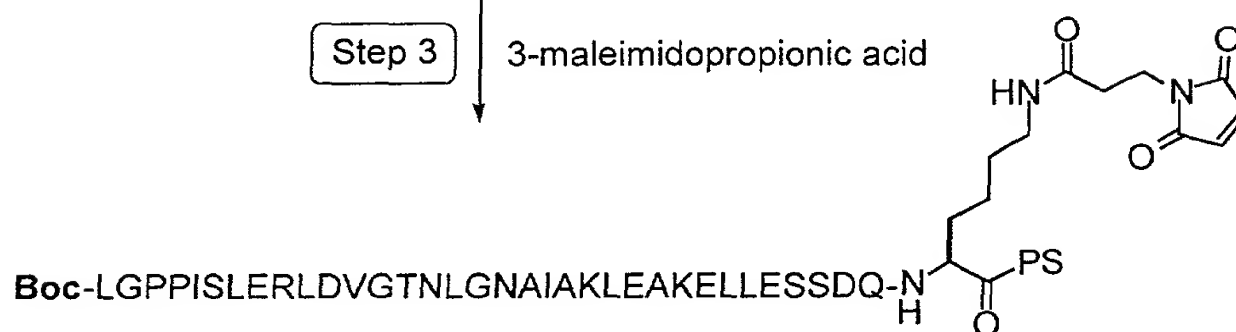 Step 3
3-maleimidopropionic acid
O
O
HN
N
O
Boc-LGPPISLERLDVGTNLGNAIAKLEAKELLESSDQ-N
H
PS
O